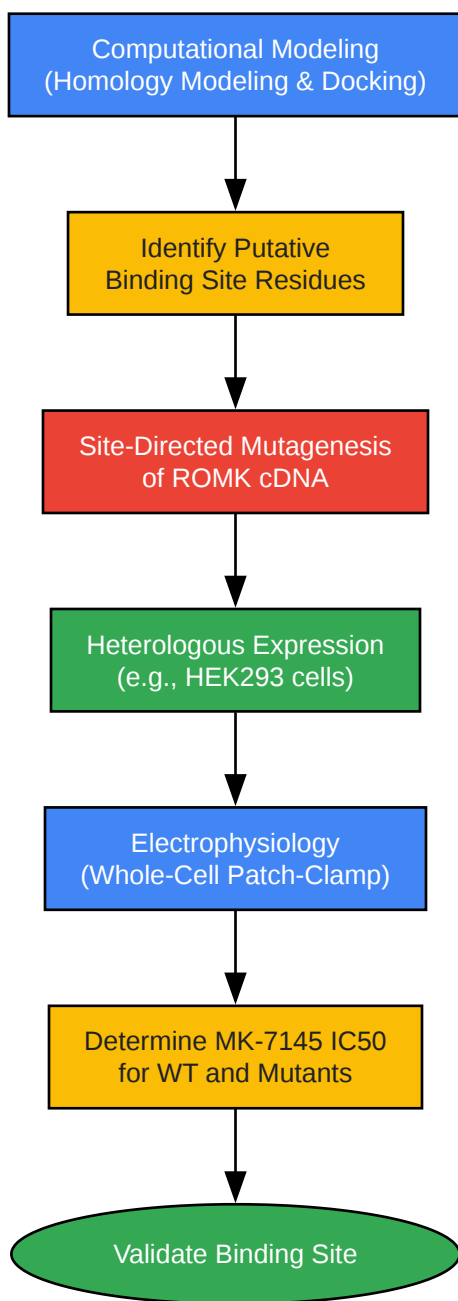 Computational Modeling
(Homology Modeling & Docking)
Identify Putative
Binding Site Residues
Site-Directed Mutagenesis
of ROMK cDNA
Heterologous Expression
(e.g., HEK293 cells)
Electrophysiology
(Whole-Cell Patch-Clamp)
Determine MK-7145 IC50
for WT and Mutants
Validate Binding Site